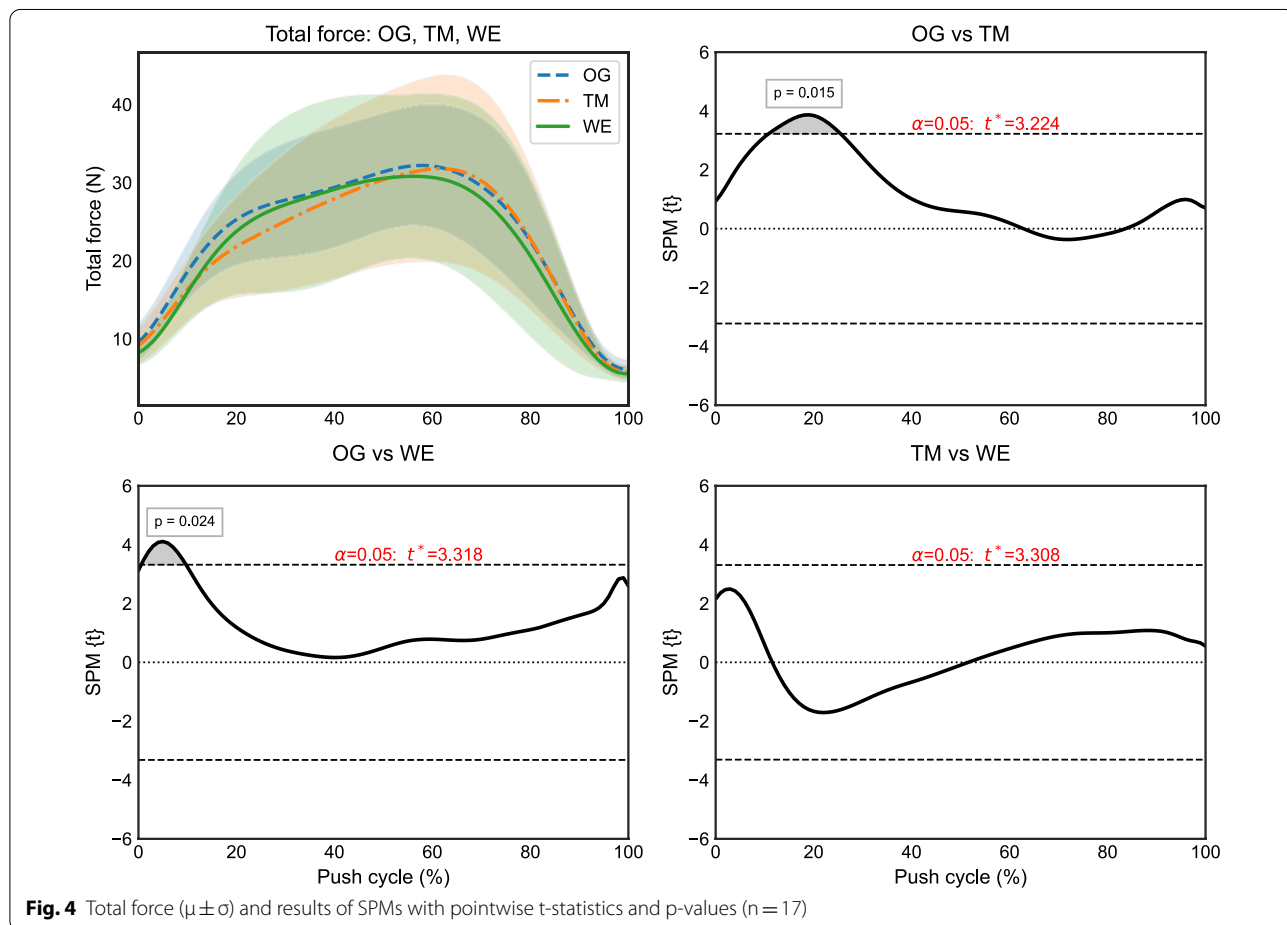 Total force: OG, TM, WE
Total force (N)
40
30
20
10
0 20 40 60 80 100
OG
TM
WE
OG vs TM
SPM {t}
6
4
2
0
−2
−4
−6
0 20 40 60 80 100
p = 0.015
α=0.05: t*=3.224
OG vs WE
SPM {t}
6
4
2
0
−2
−4
−6
0 20 40 60 80 100
Push cycle (%)
p = 0.024
α=0.05: t*=3.318
TM vs WE
SPM {t}
6
4
2
0
−2
−4
−6
0 20 40 60 80 100
Push cycle (%)
α=0.05: t*=3.308
Fig. 4 Total force (μ ± σ) and results of SPMs with pointwise t-statistics and p-values (n = 17)